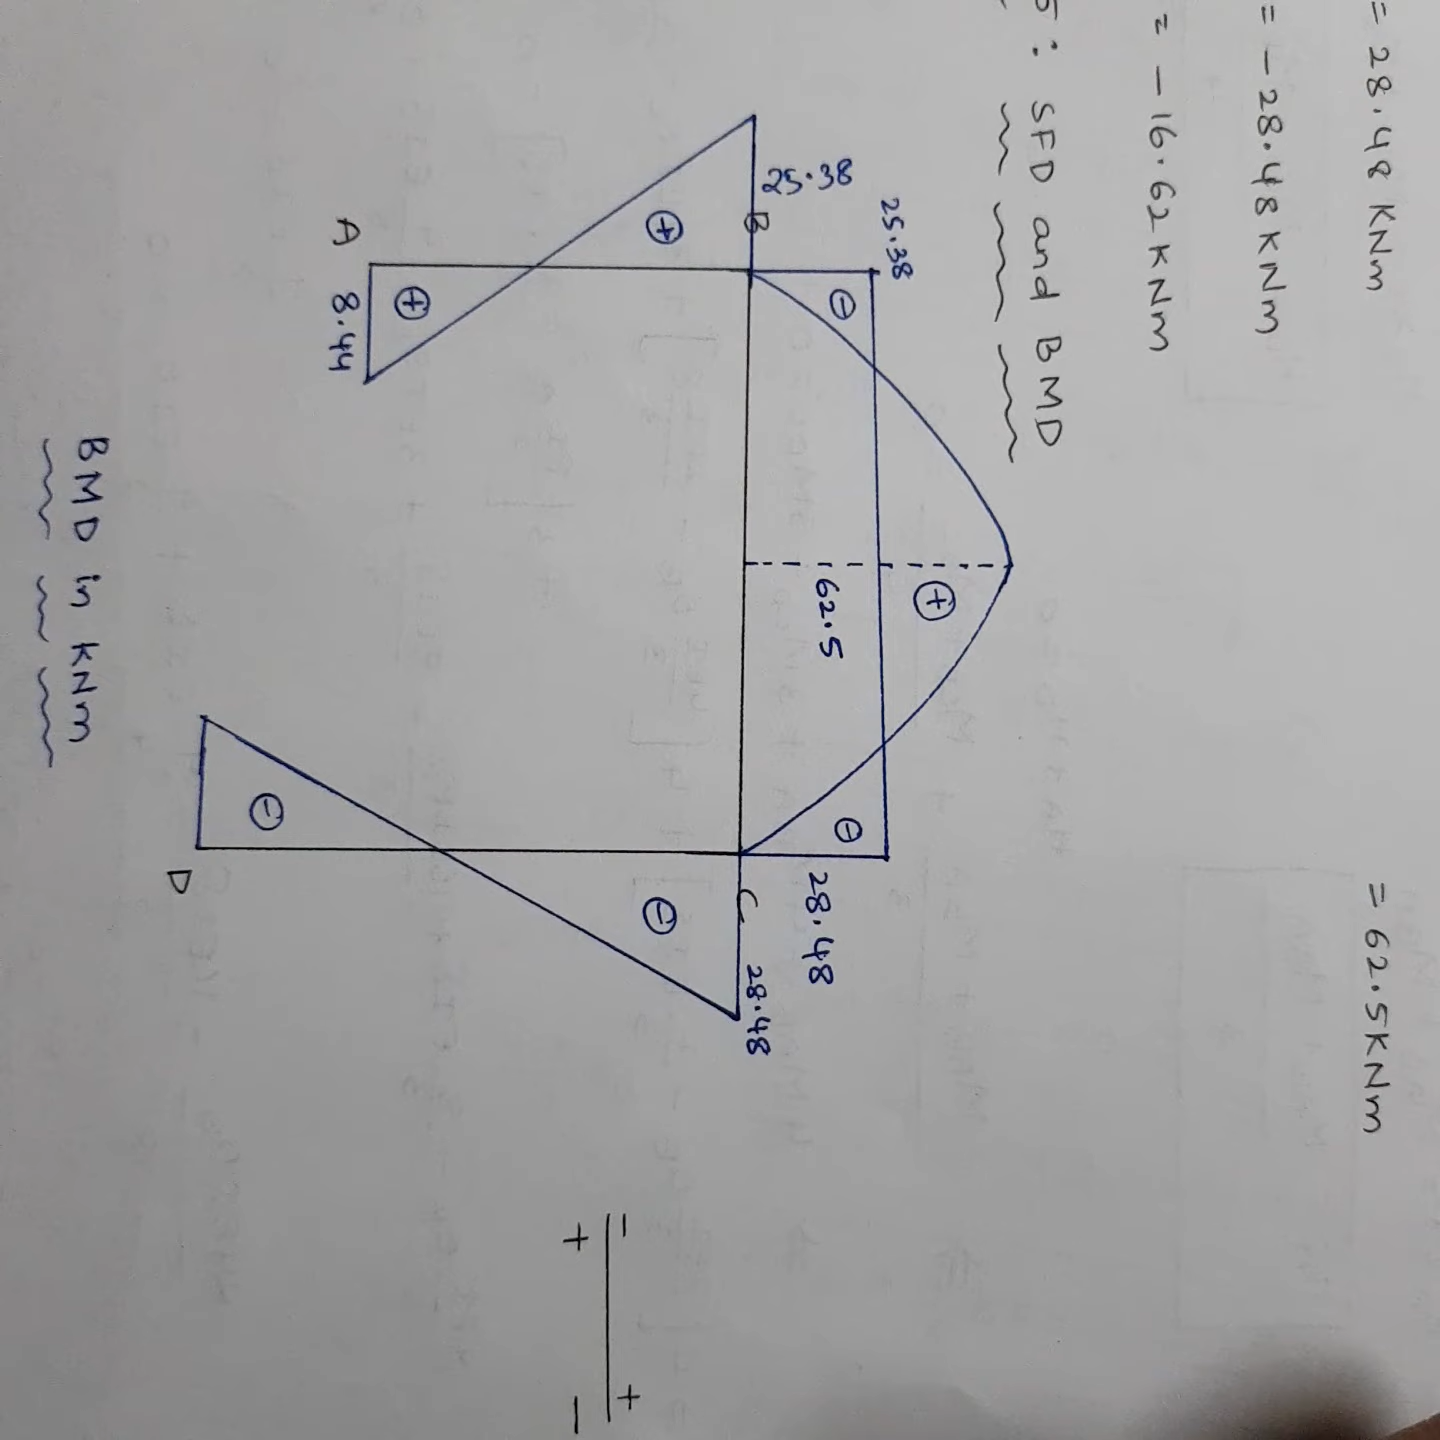 = 28.48 KNm
= 62.5KNm
= -28.48 KNm
= -16.62 KNm
5: SFD and BMD
25.38
⊖
⊕
⊖
28.48
25.38
B
62.5
C
28.48
⊕
⊖
A
8.44
⊕
⊖
D
- +
+ -
BMD in KNm